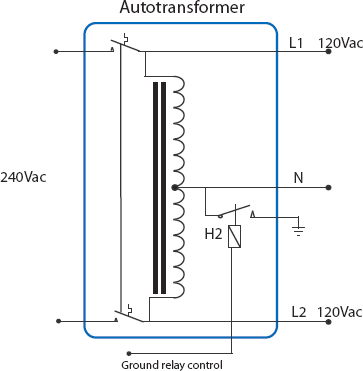 Autotransformer
L1 120Vac
240Vac
N
H2
L2 120Vac
Ground relay control